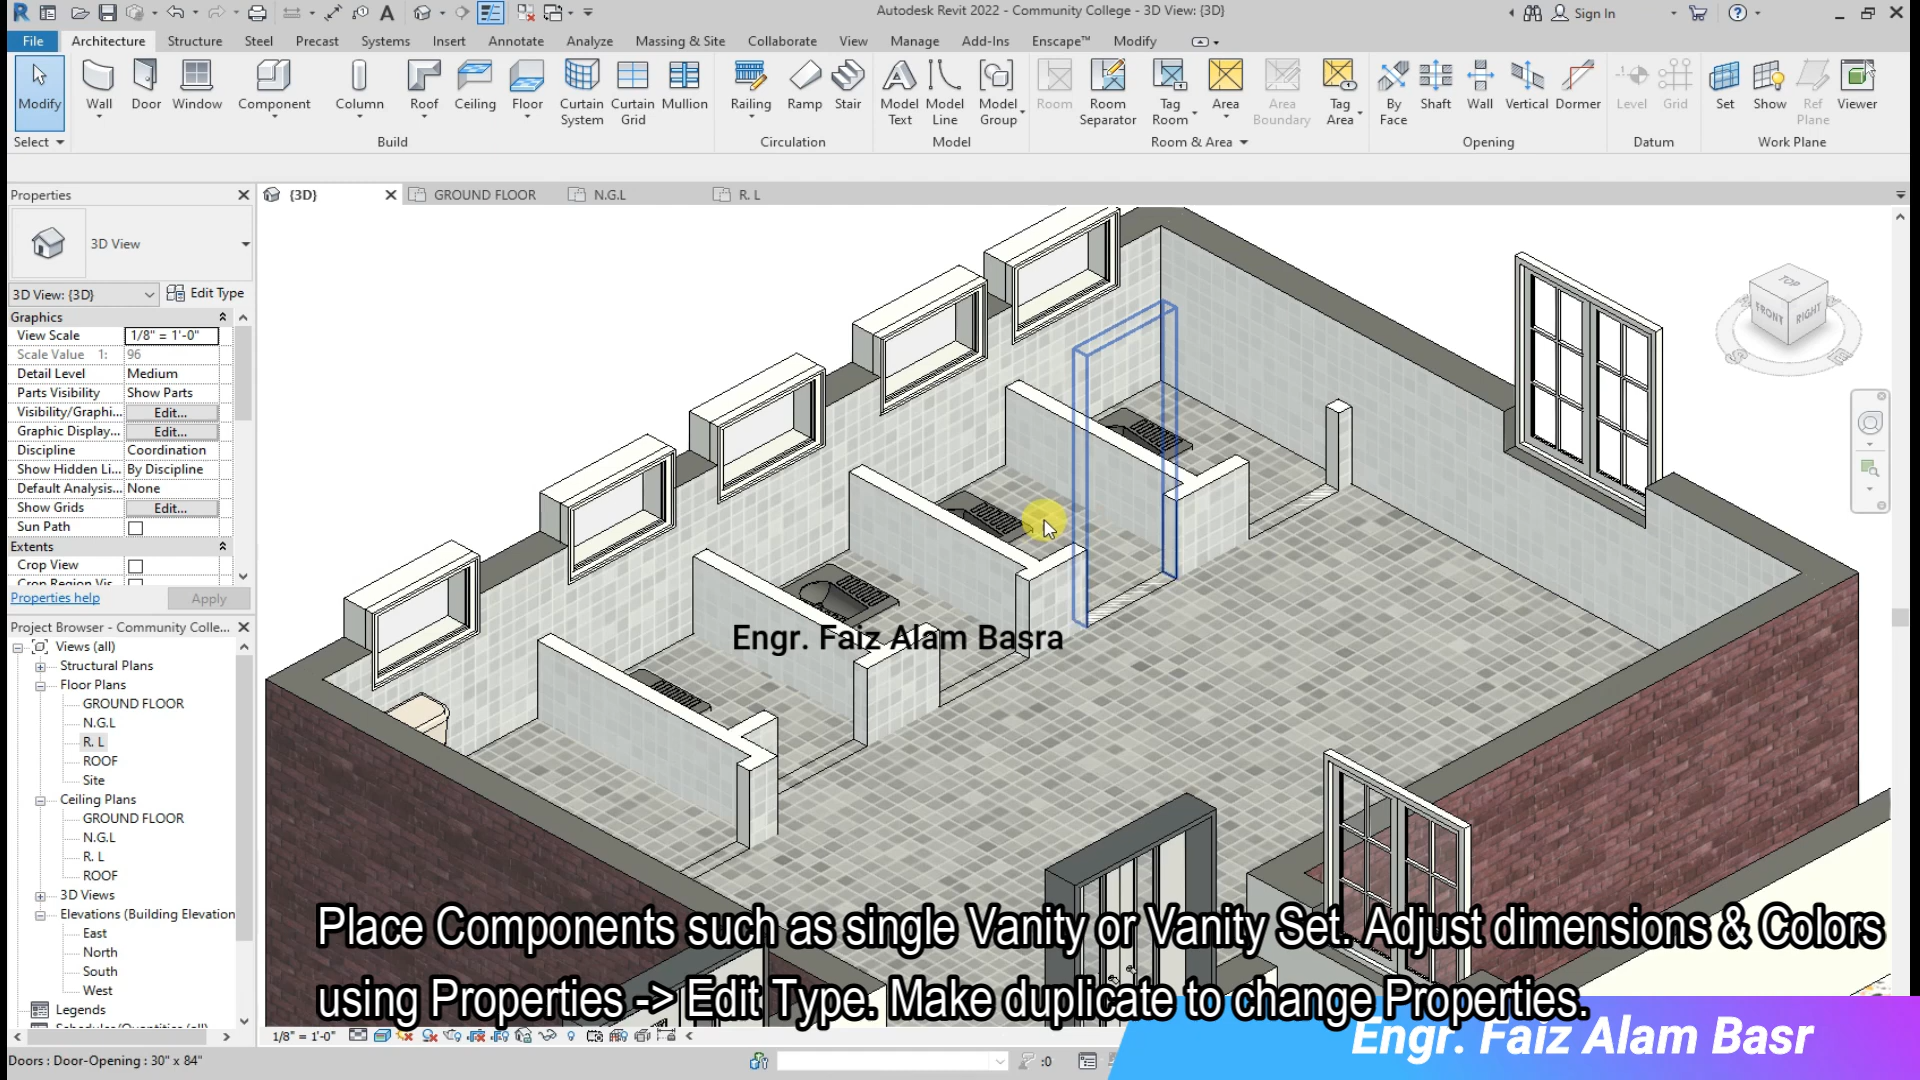 Autodesk Revit 2022 - Community College - 3D View: {3D}
Sign In
File Architecture Structure Steel Precast Systems Insert Annotate Analyze Massing & Site Collaborate View Manage Add-Ins Enscape™ Modify
Modify Wall Door Window Component Column Roof Ceiling Floor Curtain System Curtain Grid Mullion Railing Ramp Stair Model Text Model Line Model Group Room Room Separator Tag Room Area Area Boundary Tag Area By Face Shaft Wall Vertical Dormer Level Grid Set Show Ref Plane Viewer
Select Build Circulation Model Room & Area Opening Datum Work Plane
Properties
{3D} GROUND FLOOR N.G.L R. L
3D View
3D View: {3D} Edit Type
Graphics
View Scale 1/8" = 1'-0"
Scale Value 1: 96
Detail Level Medium
Parts Visibility Show Parts
Visibility/Graphi... Edit...
Graphic Display... Edit...
Discipline Coordination
Show Hidden Li... By Discipline
Default Analysis... None
Show Grids Edit...
Sun Path
Extents
Crop View
Properties help Apply
Project Browser - Community Colle...
Views (all)
Structural Plans
Floor Plans
GROUND FLOOR
N.G.L
R. L
ROOF
Site
Ceiling Plans
GROUND FLOOR
N.G.L
R. L
ROOF
3D Views
Elevations (Building Elevation
East
North
South
West
Legends
TOP
FRONT
RIGHT
S
E
Engr. Faiz Alam Basra
Place Components such as single Vanity or Vanity Set. Adjust dimensions & Colors
using Properties -> Edit Type. Make duplicate to change Properties.
1/8" = 1'-0"
Engr. Faiz Alam Basr
Doors : Door-Opening : 30" x 84"
:0